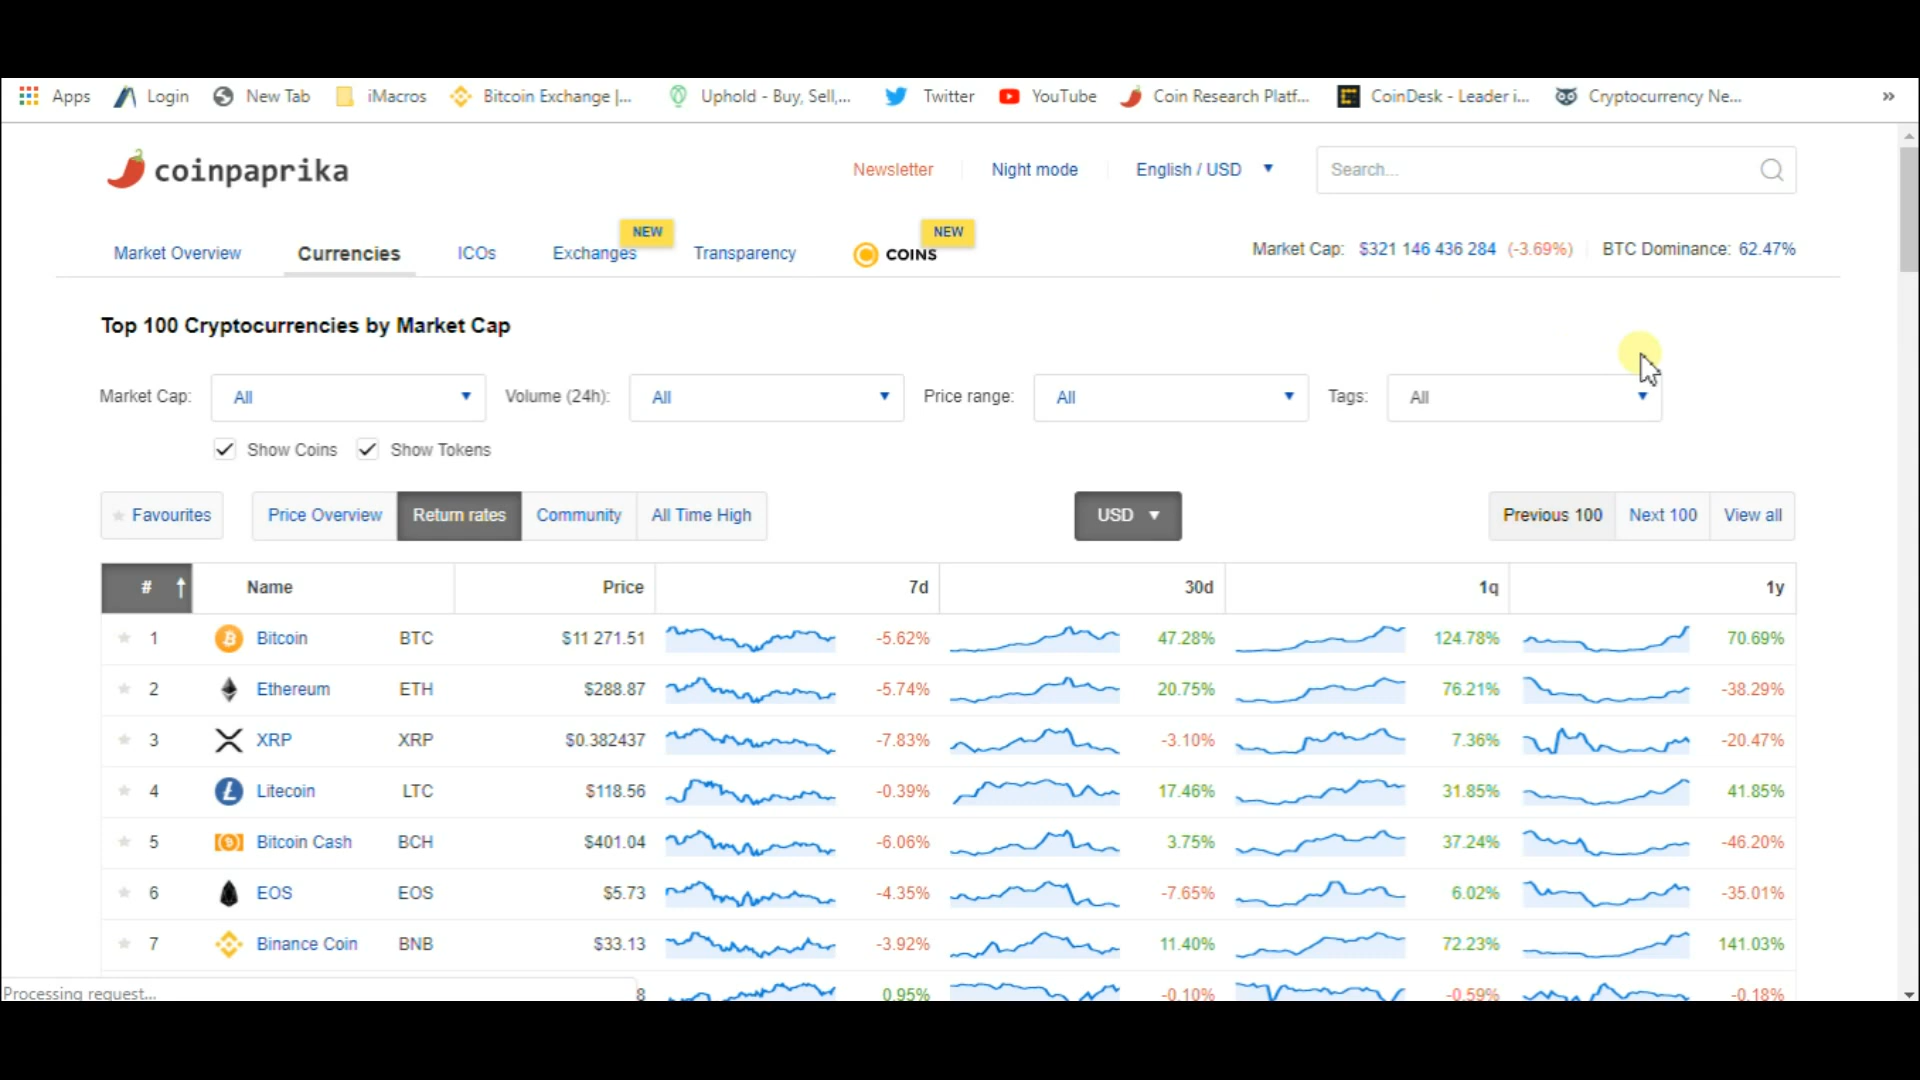 Apps Login New Tab iMacros Bitcoin Exchange |... Uphold - Buy, Sell,... Twitter YouTube Coin Research Platf... CoinDesk - Leader i... Cryptocurrency Ne... »
coinpaprika Newsletter Night mode English / USD Search...
NEW NEW
Market Overview Currencies ICOs Exchanges Transparency COINS Market Cap: $321 146 436 284 (-3.69%) BTC Dominance: 62.47%
Top 100 Cryptocurrencies by Market Cap
Market Cap: All Volume (24h): All Price range: All Tags: All
Show Coins Show Tokens
Favourites Price Overview Return rates Community All Time High USD Previous 100 Next 100 View all
# Name Price 7d 30d 1q 1y
1 Bitcoin BTC $11 271.51 -5.62% 47.28% 124.78% 70.69%
2 Ethereum ETH $288.87 -5.74% 20.75% 76.21% -38.29%
3 XRP XRP $0.382437 -7.83% -3.10% 7.36% -20.47%
4 Litecoin LTC $118.56 -0.39% 17.46% 31.85% 41.85%
5 Bitcoin Cash BCH $401.04 -6.06% 3.75% 37.24% -46.20%
6 EOS EOS $5.73 -4.35% -7.65% 6.02% -35.01%
7 Binance Coin BNB $33.13 -3.92% 11.40% 72.23% 141.03%
Processing request... 8 0.95% -0.10% -0.59% -0.18%